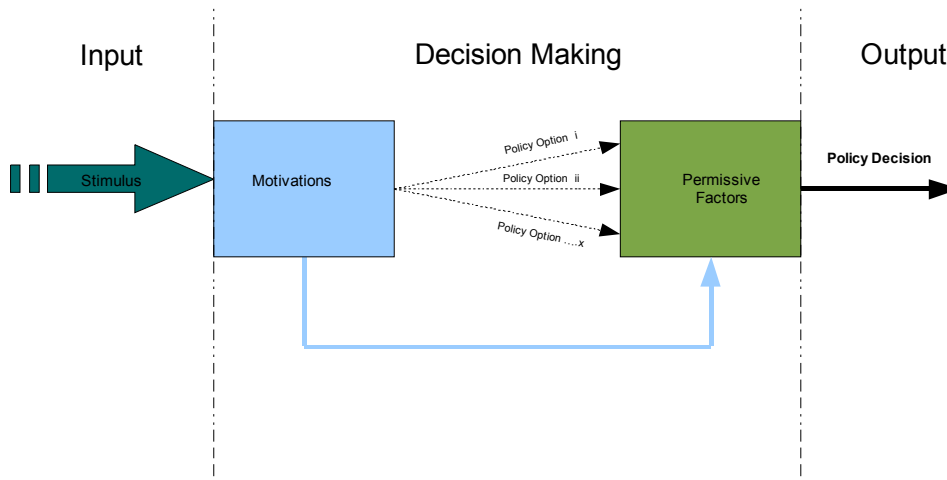 Input
Decision Making
Output
Stimulus
Motivations
Policy Option i
Policy Option ii
Policy Option ....x
Permissive
Factors
Policy Decision